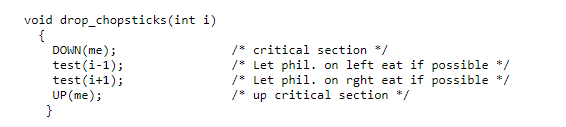 void drop_chopsticks(int i)
{
DOWN(me); /* critical section */
test(i-1); /* Let phil. on left eat if possible */
test(i+1); /* Let phil. on rght eat if possible */
UP(me); /* up critical section */
}